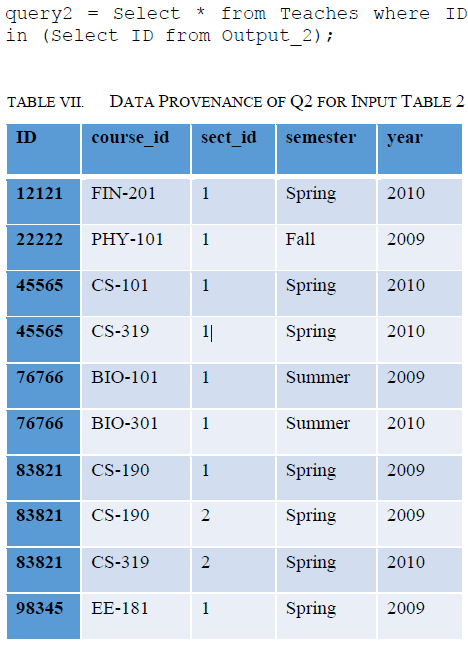 query2 = Select * from Teaches where ID
in (Select ID from Output_2);
TABLE VII. DATA PROVENANCE OF Q2 FOR INPUT TABLE 2
ID course_id sect_id semester year
12121 FIN-201 1 Spring 2010
22222 PHY-101 1 Fall 2009
45565 CS-101 1 Spring 2010
45565 CS-319 1 Spring 2010
76766 BIO-101 1 Summer 2009
76766 BIO-301 1 Summer 2010
83821 CS-190 1 Spring 2009
83821 CS-190 2 Spring 2009
83821 CS-319 2 Spring 2010
98345 EE-181 1 Spring 2009